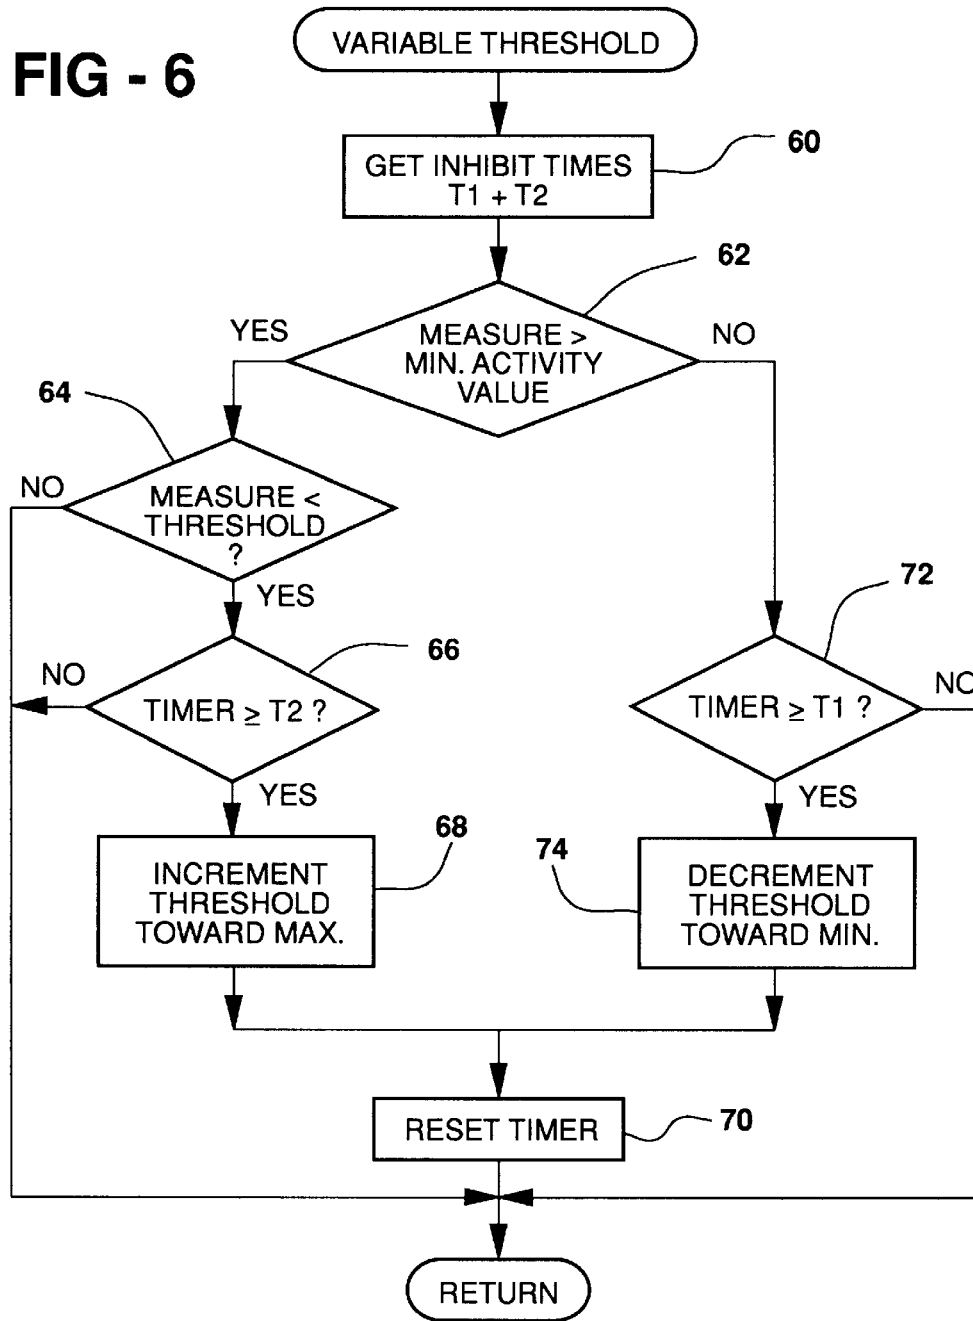 FIG - 6
VARIABLE THRESHOLD
GET INHIBIT TIMES
T1 + T2
60
62
YES
MEASURE >
MIN. ACTIVITY
VALUE
NO
64
NO
MEASURE <
THRESHOLD
?
YES
72
66
NO
TIMER ≥ T2 ?
TIMER ≥ T1 ?
NO
YES
YES
68
INCREMENT
THRESHOLD
TOWARD MAX.
74
DECREMENT
THRESHOLD
TOWARD MIN.
RESET TIMER
70
RETURN